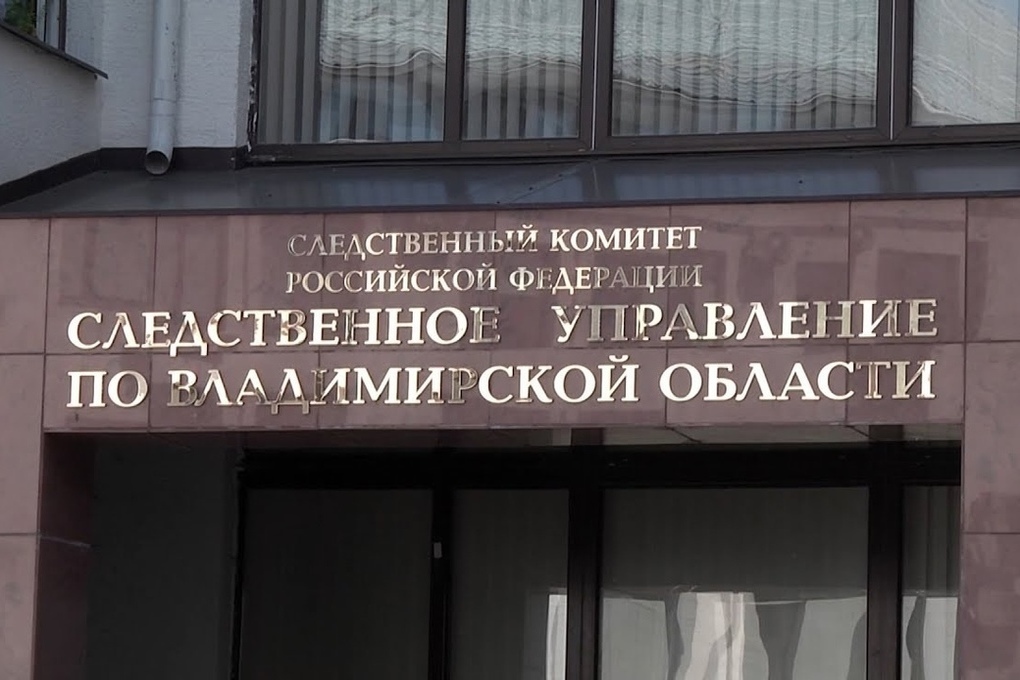 СЛЕДСТВЕННЫЙ КОМИТЕТ
РОССИЙСКОЙ ФЕДЕРАЦИИ
СЛЕДСТВЕННОЕ УПРАВЛЕНИЕ
ПО ВЛАДИМИРСКОЙ ОБЛАСТИ